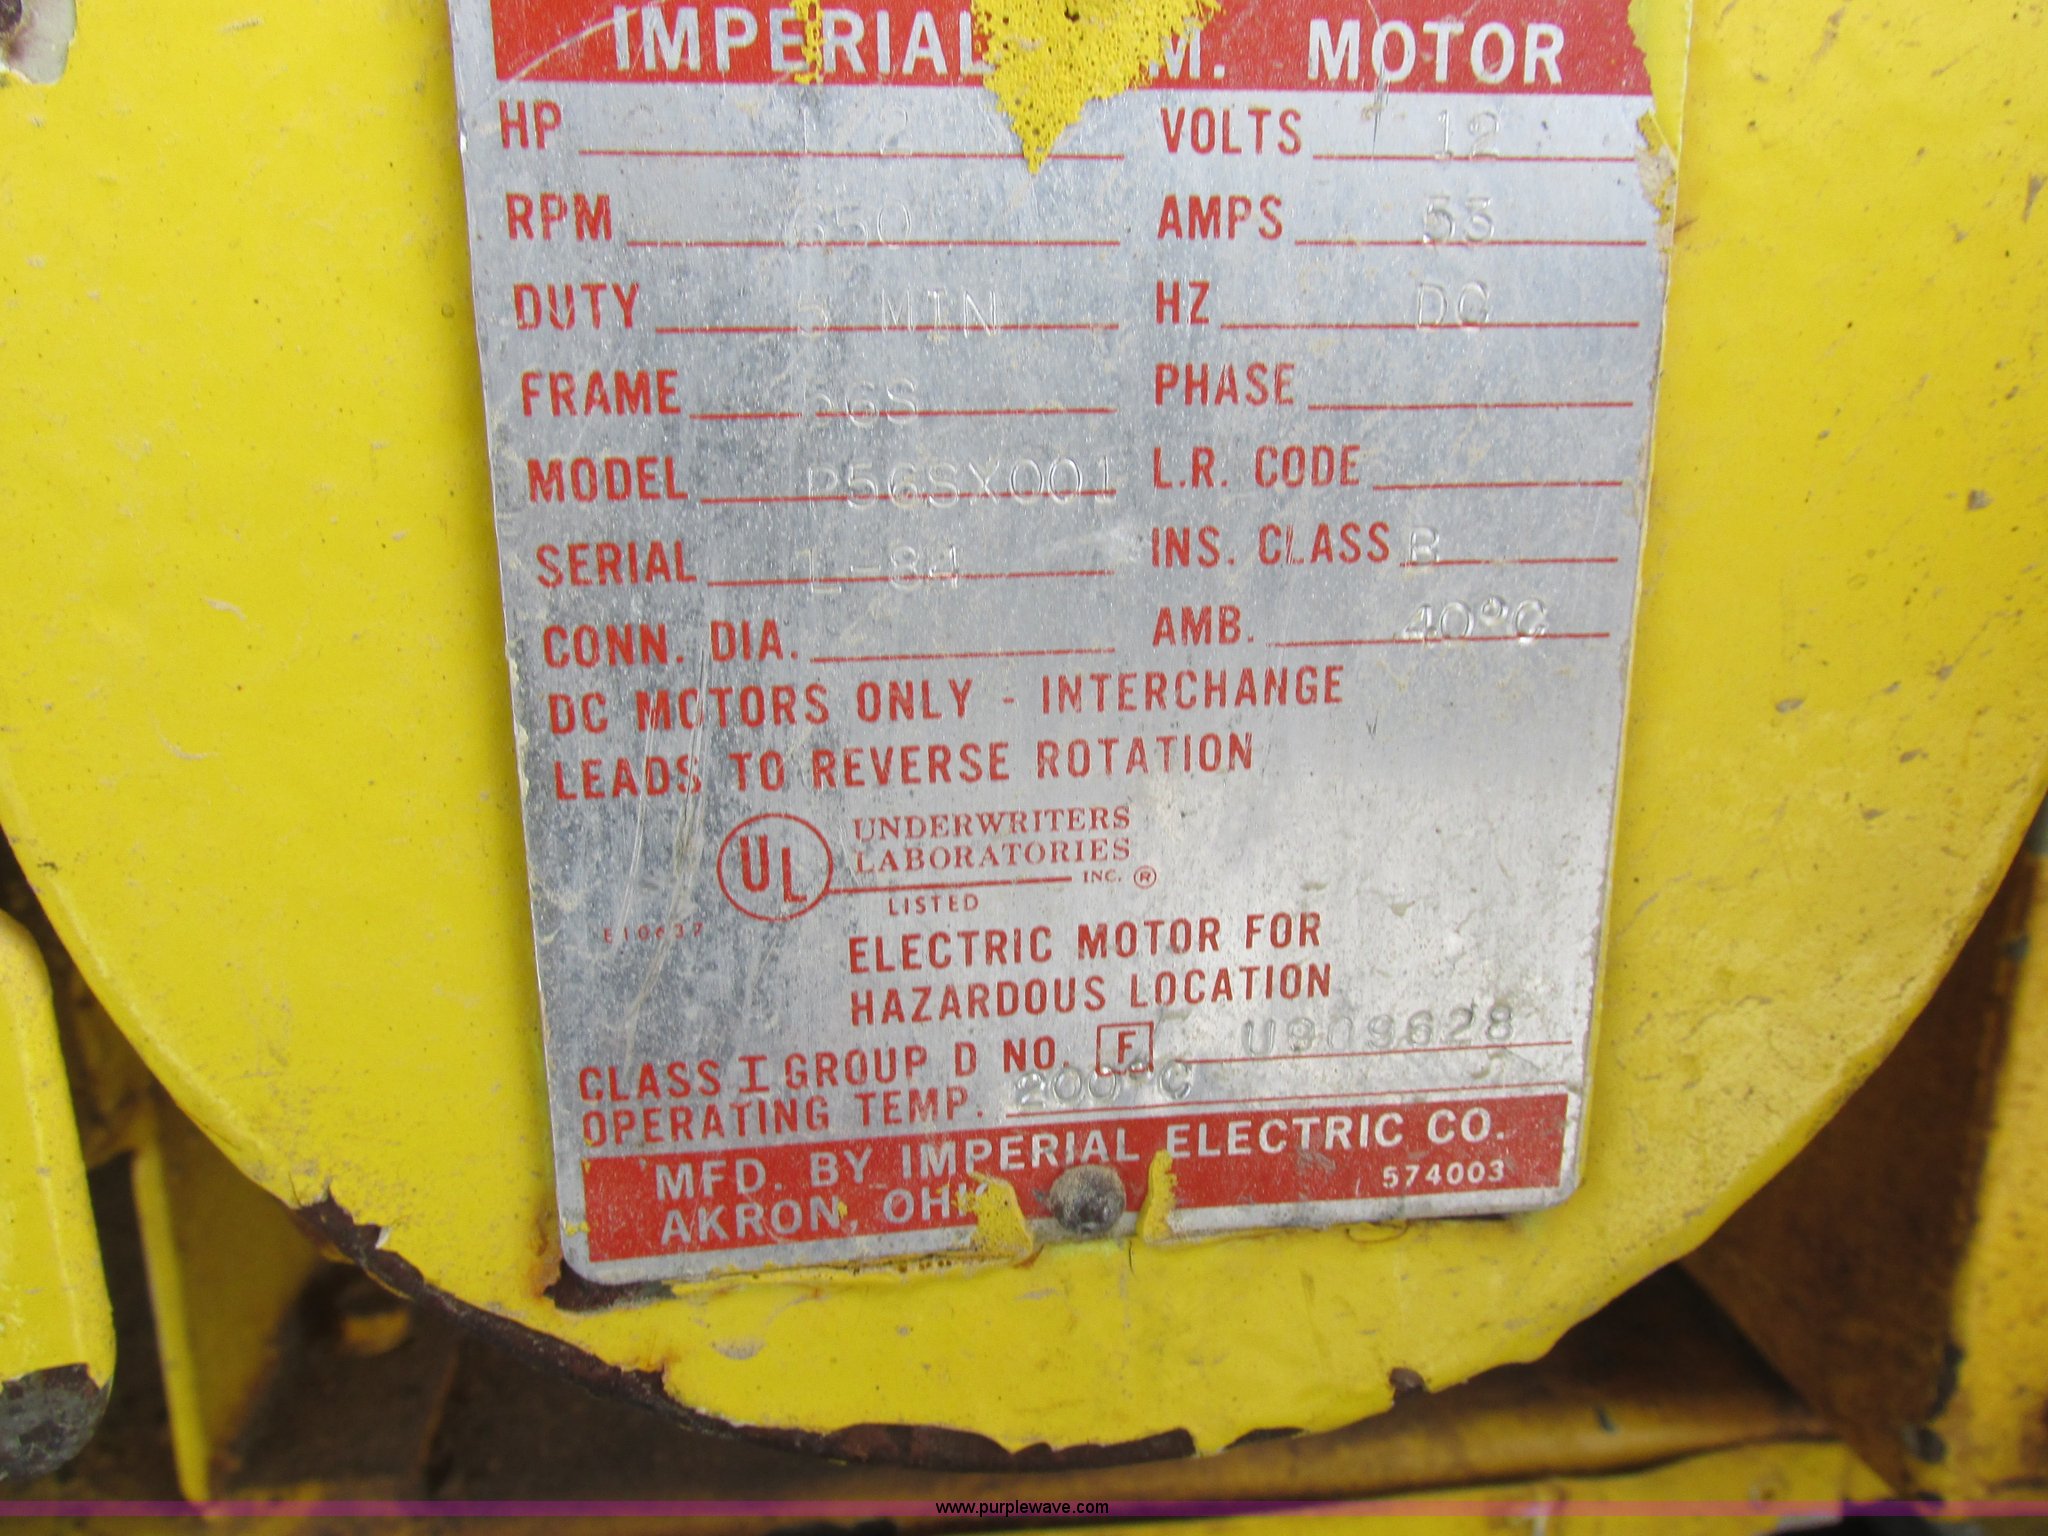 IMPERIAL M. MOTOR
HP 1 2 VOLTS 12
RPM 650 AMPS 53
DUTY 5 MIN HZ DC
FRAME 56S PHASE
MODEL P56SX001 L.R. CODE
SERIAL L-84 INS. CLASS B
CONN. DIA. AMB. 40°C
DC MOTORS ONLY - INTERCHANGE
LEADS TO REVERSE ROTATION
UL UNDERWRITERS
LABORATORIES
INC. ®
LISTED
E10637
ELECTRIC MOTOR FOR
HAZARDOUS LOCATION
CLASS I GROUP D NO. F U909628
OPERATING TEMP. 200°C
MFD. BY IMPERIAL ELECTRIC CO.
AKRON, OHIO 574003
www.purplewave.com